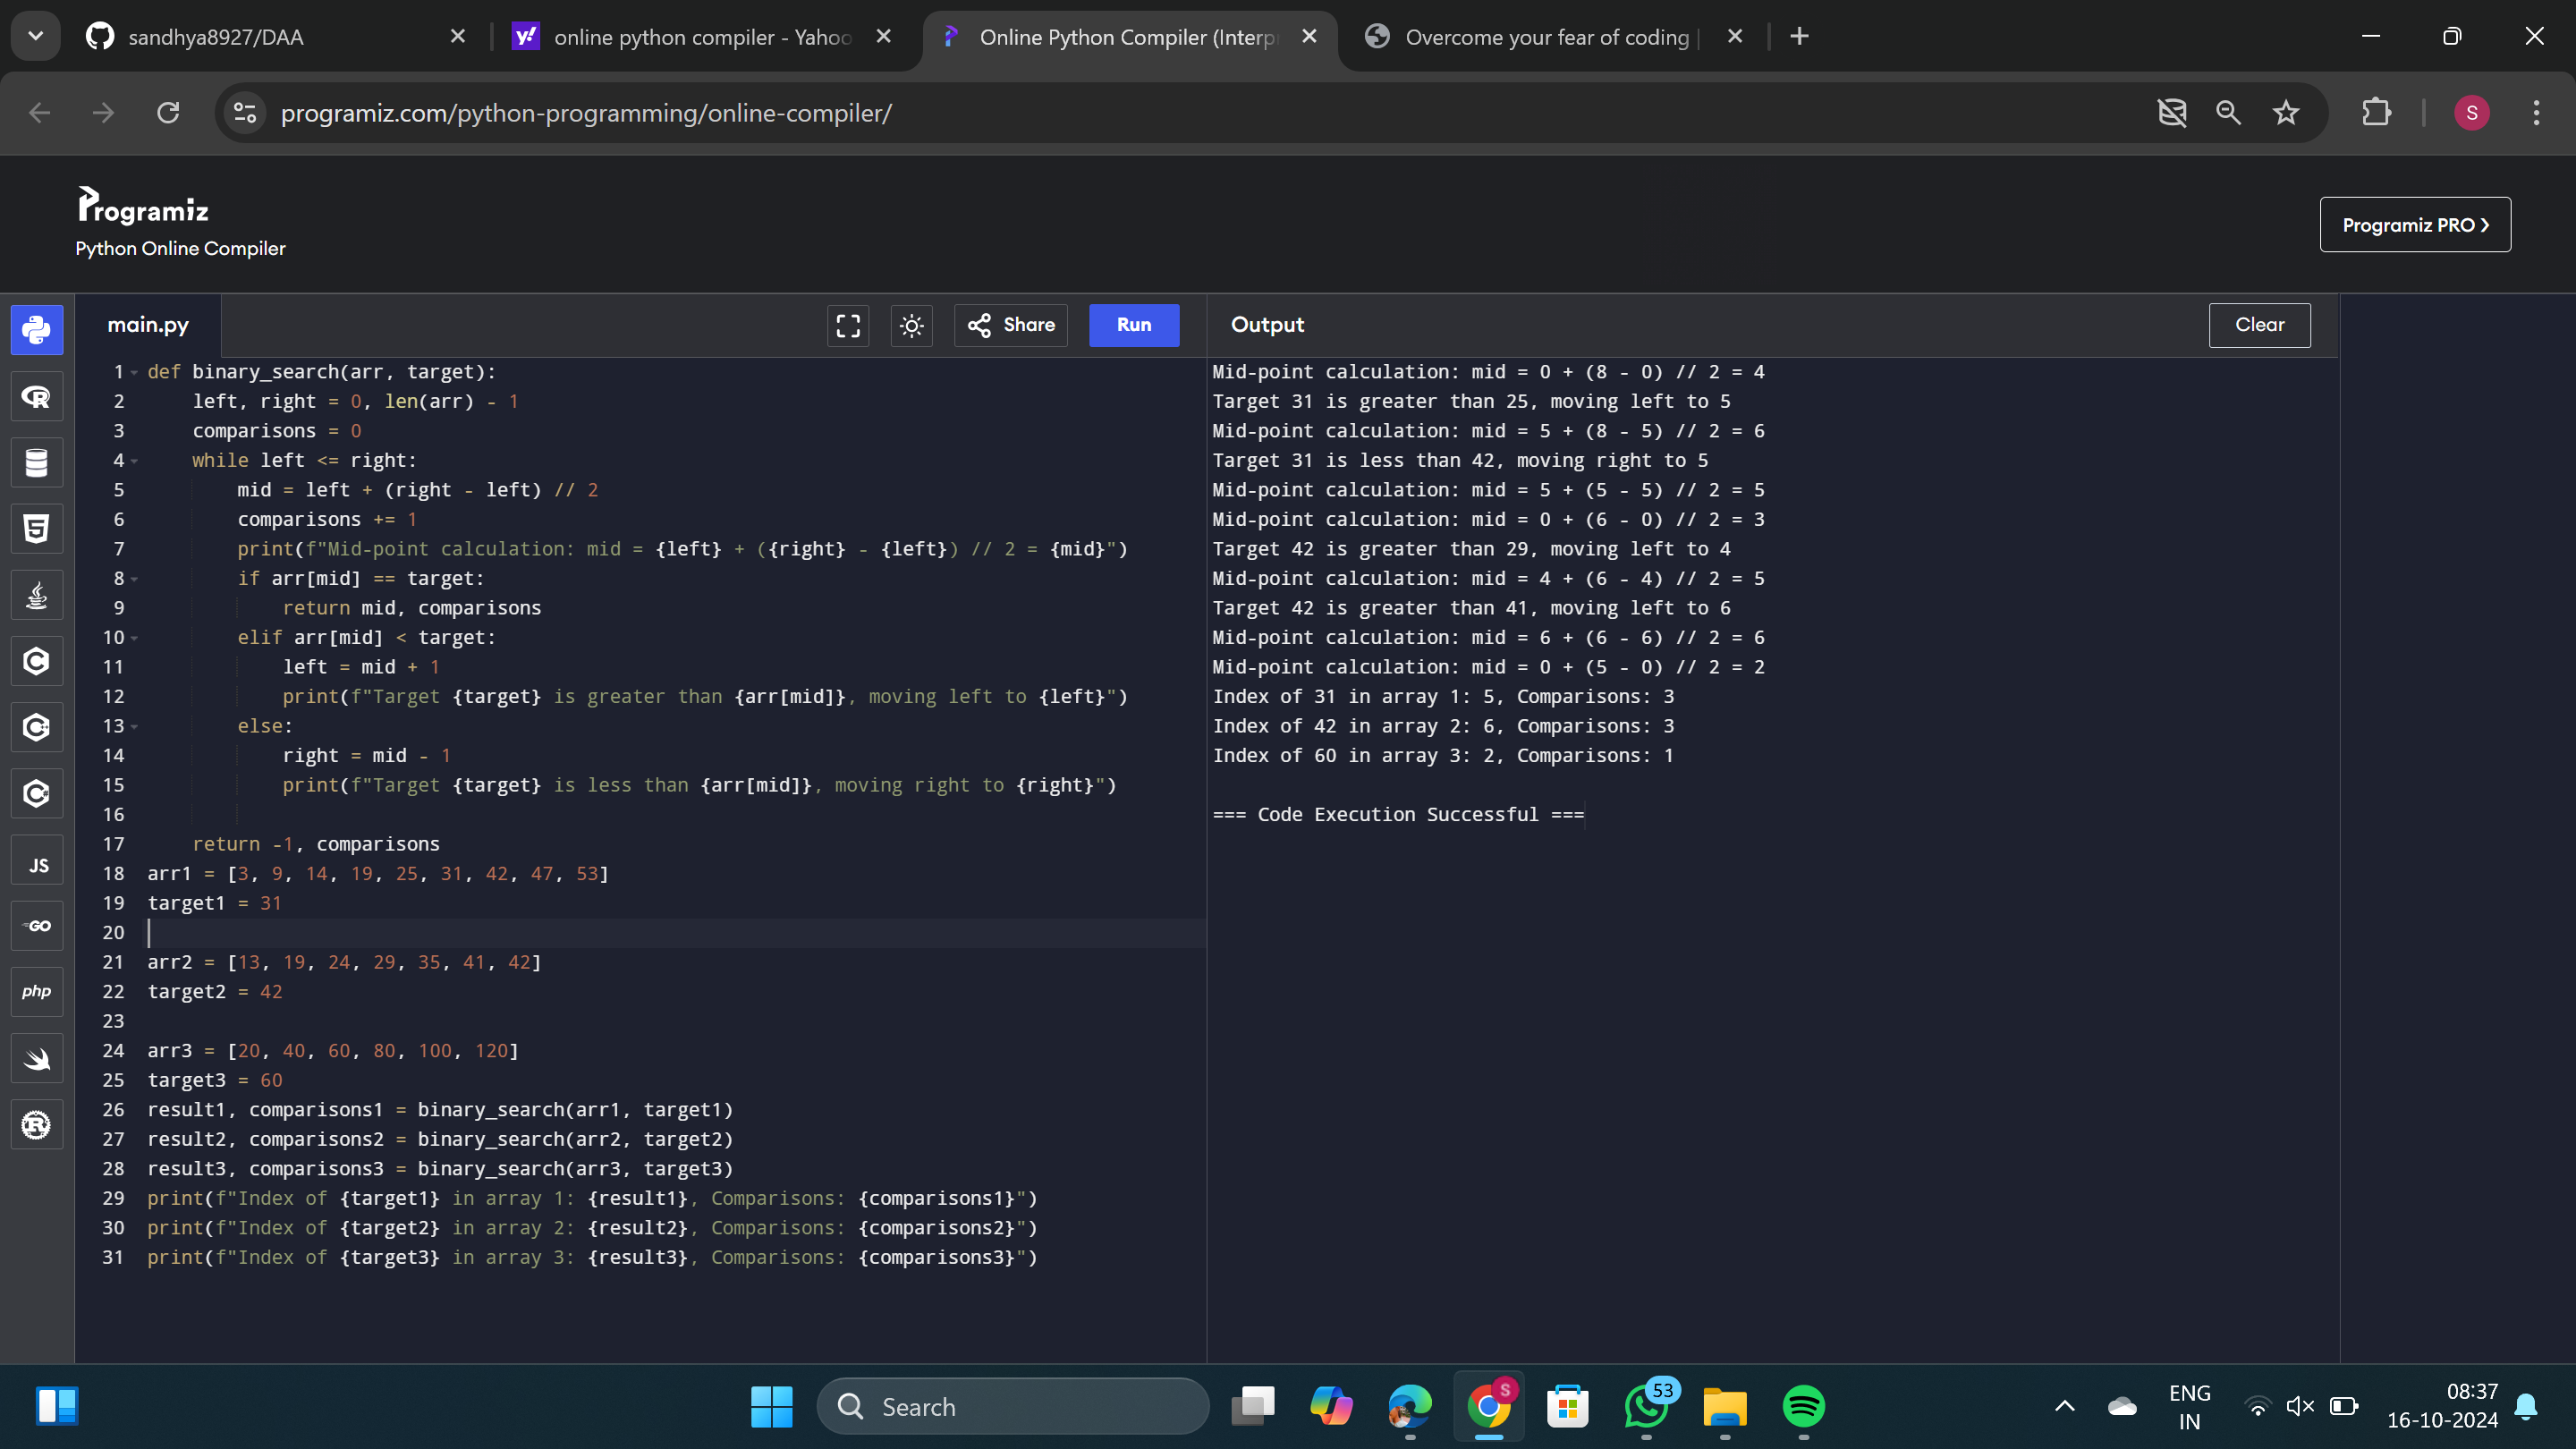 sandhya8927/DAA
online python compiler - Yahoo
Online Python Compiler (Interp
Overcome your fear of coding |
programiz.com/python-programming/online-compiler/
S
Programiz
Python Online Compiler
Programiz PRO ❯
main.py
Share
Run
Output
Clear
1 def binary_search(arr, target):
2     left, right = 0, len(arr) - 1
3     comparisons = 0
4     while left <= right:
5         mid = left + (right - left) // 2
6         comparisons += 1
7         print(f"Mid-point calculation: mid = {left} + ({right} - {left}) // 2 = {mid}")
8         if arr[mid] == target:
9             return mid, comparisons
10         elif arr[mid] < target:
11             left = mid + 1
12             print(f"Target {target} is greater than {arr[mid]}, moving left to {left}")
13         else:
14             right = mid - 1
15             print(f"Target {target} is less than {arr[mid]}, moving right to {right}")
16
17     return -1, comparisons
18 arr1 = [3, 9, 14, 19, 25, 31, 42, 47, 53]
19 target1 = 31
20
21 arr2 = [13, 19, 24, 29, 35, 41, 42]
22 target2 = 42
23
24 arr3 = [20, 40, 60, 80, 100, 120]
25 target3 = 60
26 result1, comparisons1 = binary_search(arr1, target1)
27 result2, comparisons2 = binary_search(arr2, target2)
28 result3, comparisons3 = binary_search(arr3, target3)
29 print(f"Index of {target1} in array 1: {result1}, Comparisons: {comparisons1}")
30 print(f"Index of {target2} in array 2: {result2}, Comparisons: {comparisons2}")
31 print(f"Index of {target3} in array 3: {result3}, Comparisons: {comparisons3}")
Mid-point calculation: mid = 0 + (8 - 0) // 2 = 4
Target 31 is greater than 25, moving left to 5
Mid-point calculation: mid = 5 + (8 - 5) // 2 = 6
Target 31 is less than 42, moving right to 5
Mid-point calculation: mid = 5 + (5 - 5) // 2 = 5
Mid-point calculation: mid = 0 + (6 - 0) // 2 = 3
Target 42 is greater than 29, moving left to 4
Mid-point calculation: mid = 4 + (6 - 4) // 2 = 5
Target 42 is greater than 41, moving left to 6
Mid-point calculation: mid = 6 + (6 - 6) // 2 = 6
Mid-point calculation: mid = 0 + (5 - 0) // 2 = 2
Index of 31 in array 1: 5, Comparisons: 3
Index of 42 in array 2: 6, Comparisons: 3
Index of 60 in array 3: 2, Comparisons: 1
=== Code Execution Successful ===
JS
GO
php
Search
S
53
ENG
IN
08:37
16-10-2024